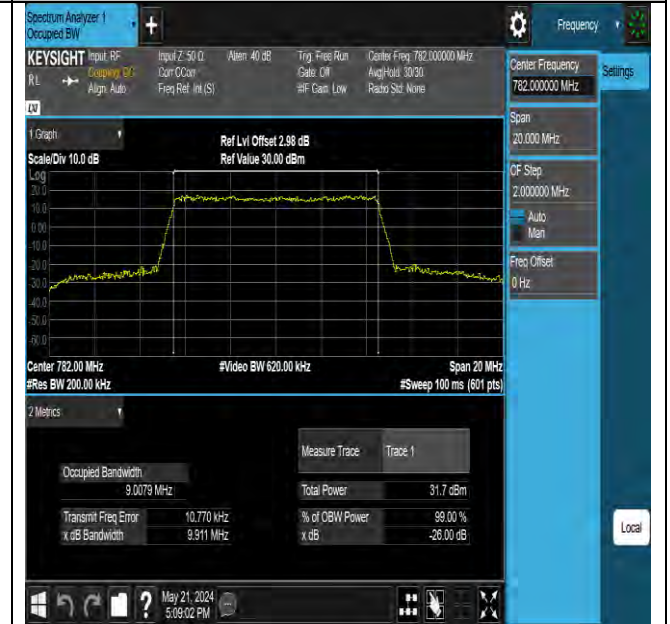 Spectrum Analyzer 1
Occupied BW
Frequency
KEYSIGHT
Input: RF
Coupling: DC
Align: Auto
Input Z: 50 Ω
Corr CCorr
Freq Ref: Int (S)
Atten: 40 dB
Trig: Free Run
Gate: Off
#IF Gain: Low
Center Freq: 782.000000 MHz
Avg|Hold: 30/30
Radio Std: None
RL
Center Frequency
782.000000 MHz
Settings
Span
20.000 MHz
CF Step
2.000000 MHz
Auto
Man
Freq Offset
0 Hz
1 Graph
Scale/Div 10.0 dB
Ref Lvl Offset 2.98 dB
Ref Value 30.00 dBm
Log
20.0
10.0
0.00
-10.0
-20.0
-30.0
-40.0
-50.0
-60.0
Center 782.00 MHz
#Video BW 620.00 kHz
Span 20 MHz
#Res BW 200.00 kHz
#Sweep 100 ms (601 pts)
2 Metrics
Measure Trace
Trace 1
Occupied Bandwidth
9.0079 MHz
Total Power
31.7 dBm
Transmit Freq Error
10.770 kHz
% of OBW Power
99.00 %
x dB Bandwidth
9.911 MHz
x dB
-26.00 dB
Local
May 21, 2024
5:09:02 PM